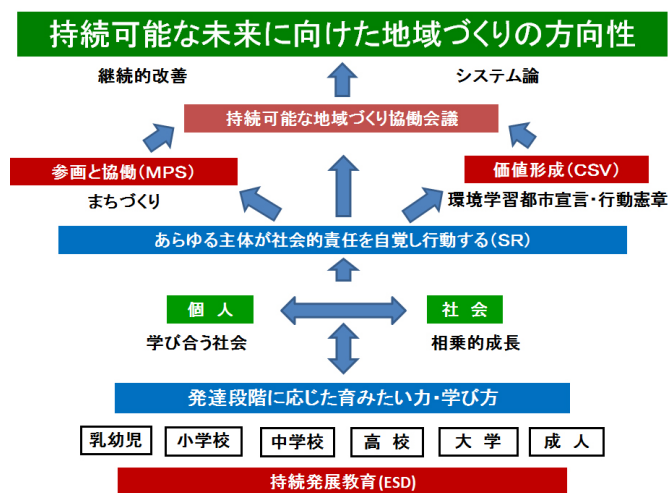 持続可能な未来に向けた地域づくりの方向性
継続的改善
システム論
持続可能な地域づくり協働会議
参画と協働(MPS)
価値形成(CSV)
まちづくり
環境学習都市宣言・行動憲章
あらゆる主体が社会的責任を自覚し行動する(SR)
個 人
社 会
学び合う社会
相乗的成長
発達段階に応じた育みたい力・学び方
乳幼児
小学校
中学校
高 校
大 学
成 人
持続発展教育(ESD)